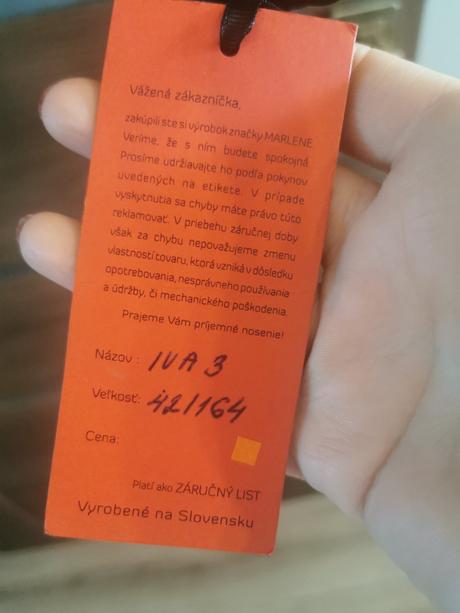 Vážená zákazníčka,
zakúpili ste si výrobok značky MARLENE.
Veríme, že s ním budete spokojná.
Prosíme udržiavajte ho podľa pokynov
uvedených na etikete. V prípade
vyskytnutia sa chyby máte právo túto
reklamovať. V priebehu záručnej doby
však za chybu nepovažujeme zmenu
vlastností tovaru, ktorá vzniká v dôsledku
opotrebovania, nesprávneho používania
a údržby, či mechanického poškodenia.
Prajeme Vám príjemné nosenie!
Názov: IVA 3
Veľkosť: 42/164
Cena:
Platí ako ZÁRUČNÝ LIST
Vyrobené na Slovensku